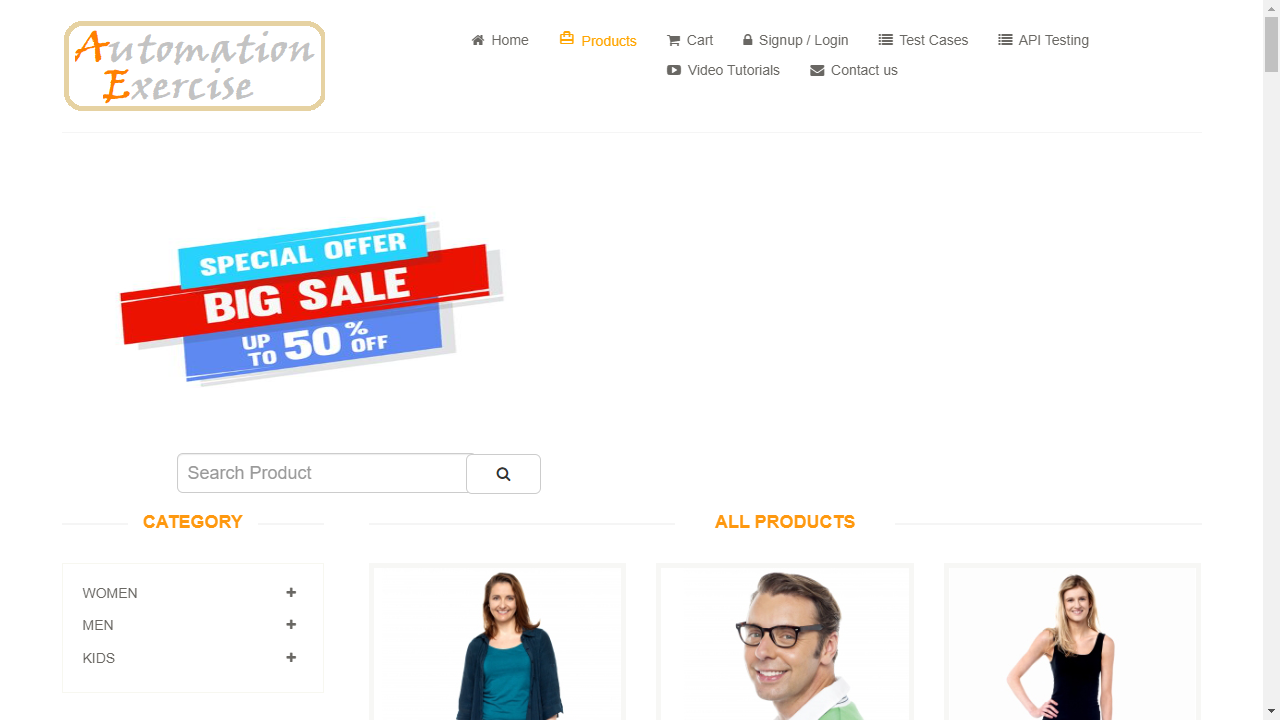 Automation
Exercise
Home
Products
Cart
Signup / Login
Test Cases
API Testing
Video Tutorials
Contact us
SPECIAL OFFER
BIG SALE
UP TO 50% OFF
Search Product
CATEGORY
ALL PRODUCTS
WOMEN
MEN
KIDS